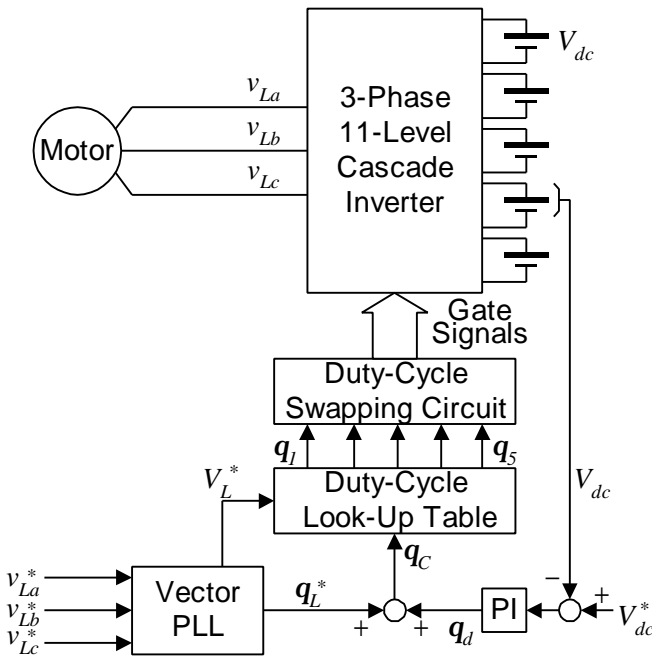 V_dc
3-Phase
11-Level
Cascade
Inverter
v_La
v_Lb
v_Lc
Motor
Gate
Signals
Duty-Cycle
Swapping Circuit
q_1
q_5
V_L^*
V_dc
Duty-Cycle
Look-Up Table
q_C
v_La^*
v_Lb^*
v_Lc^*
Vector
PLL
q_L^*
+
+
q_d
PI
−
+
V_dc^*